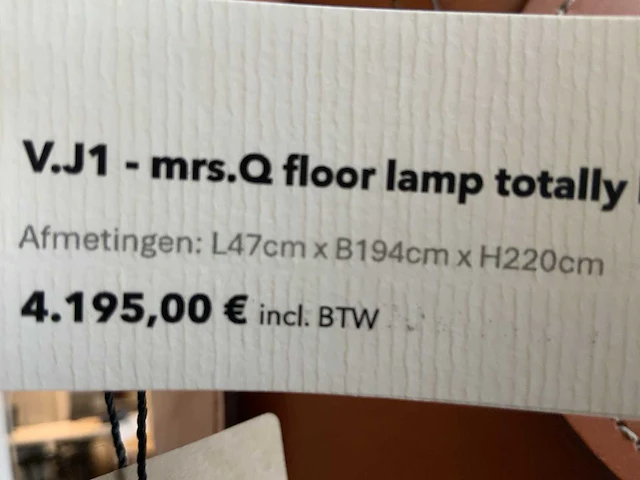 V.J1 - mrs.Q floor lamp totally
Afmetingen: L47cm x B194cm x H220cm
4.195,00 € incl. BTW